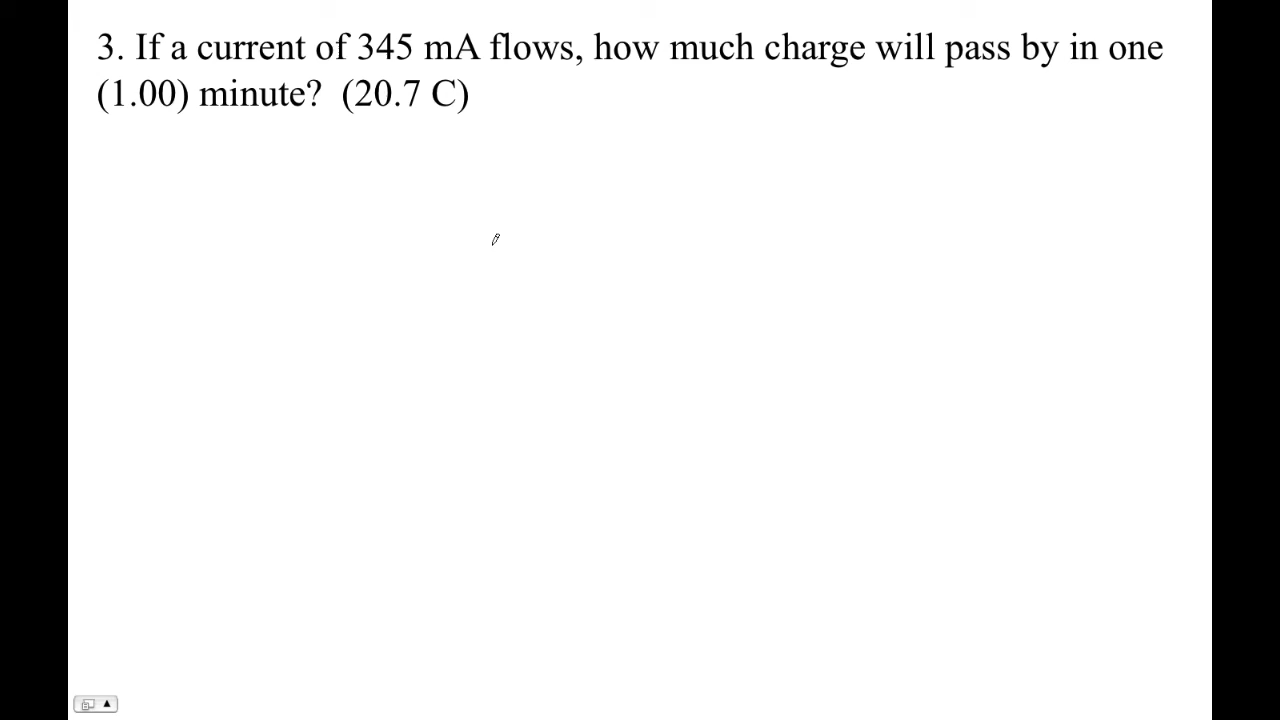 3. If a current of 345 mA flows, how much charge will pass by in one
(1.00) minute?  (20.7 C)